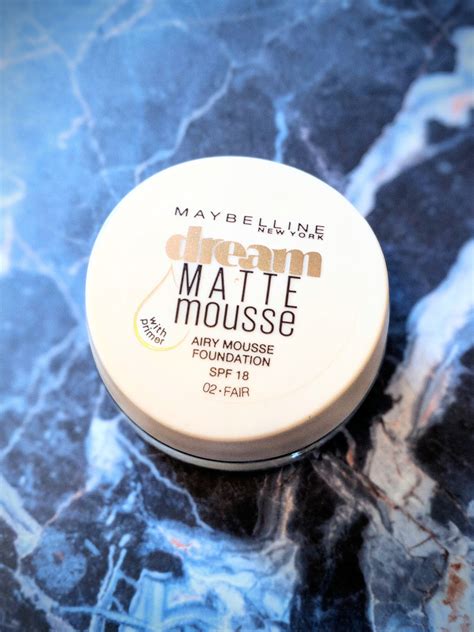 MAYBELLINE
NEW YORK
dream
MATTE
mousse
with
primer
AIRY MOUSSE
FOUNDATION
SPF 18
02 • FAIR